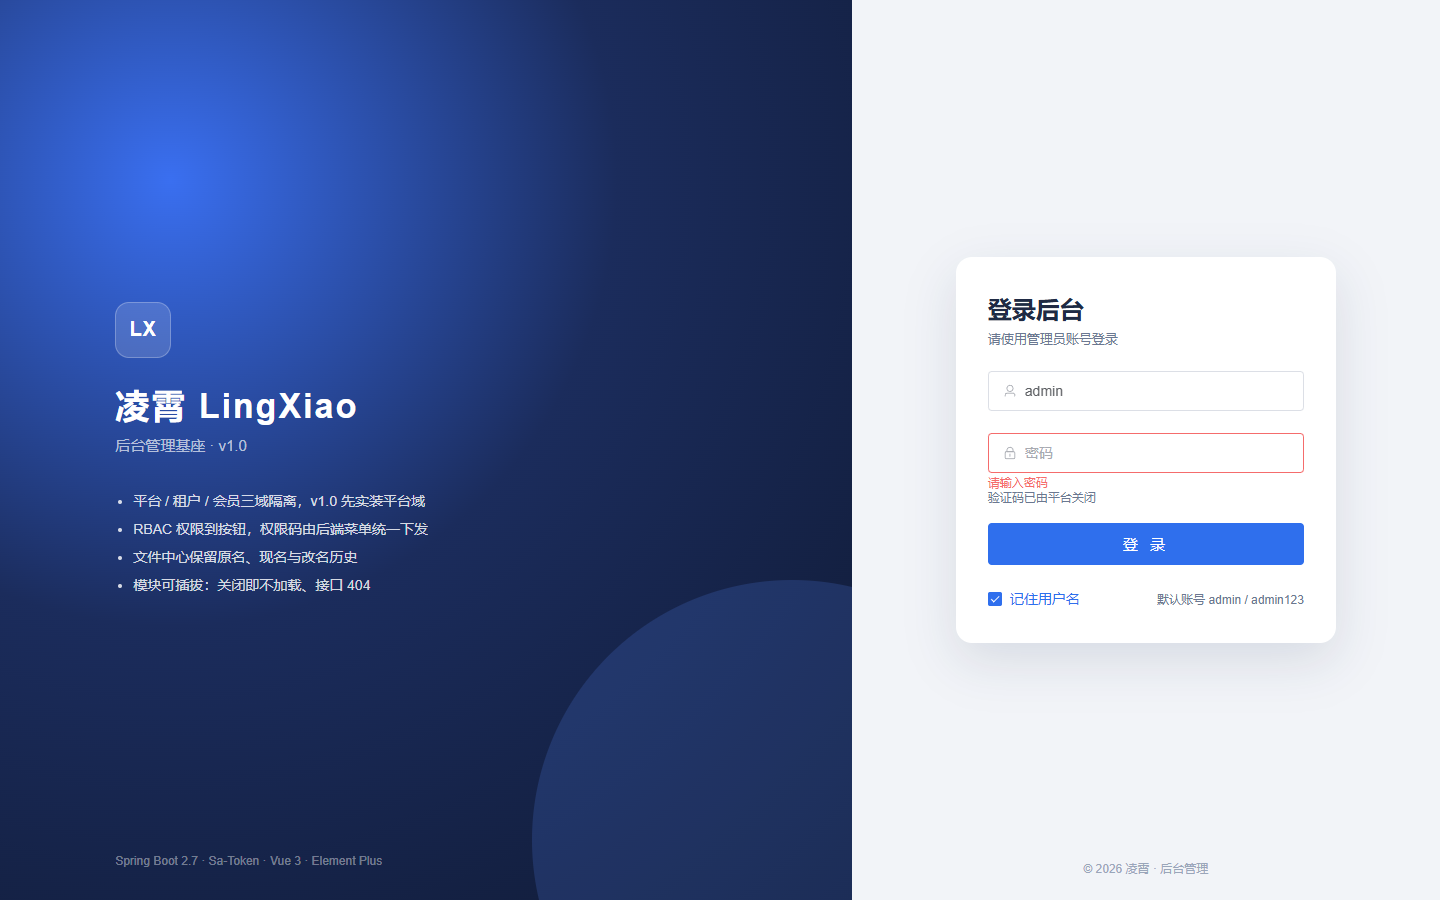 LX
凌霄 LingXiao
后台管理基座 · v1.0
平台 / 租户 / 会员三域隔离，v1.0 先实装平台域
RBAC 权限到按钮，权限码由后端菜单统一下发
文件中心保留原名、现名与改名历史
模块可插拔：关闭即不加载、接口 404
Spring Boot 2.7 · Sa-Token · Vue 3 · Element Plus
登录后台
请使用管理员账号登录
admin
密码
请输入密码
验证码已由平台关闭
登 录
记住用户名
默认账号 admin / admin123
© 2026 凌霄 · 后台管理